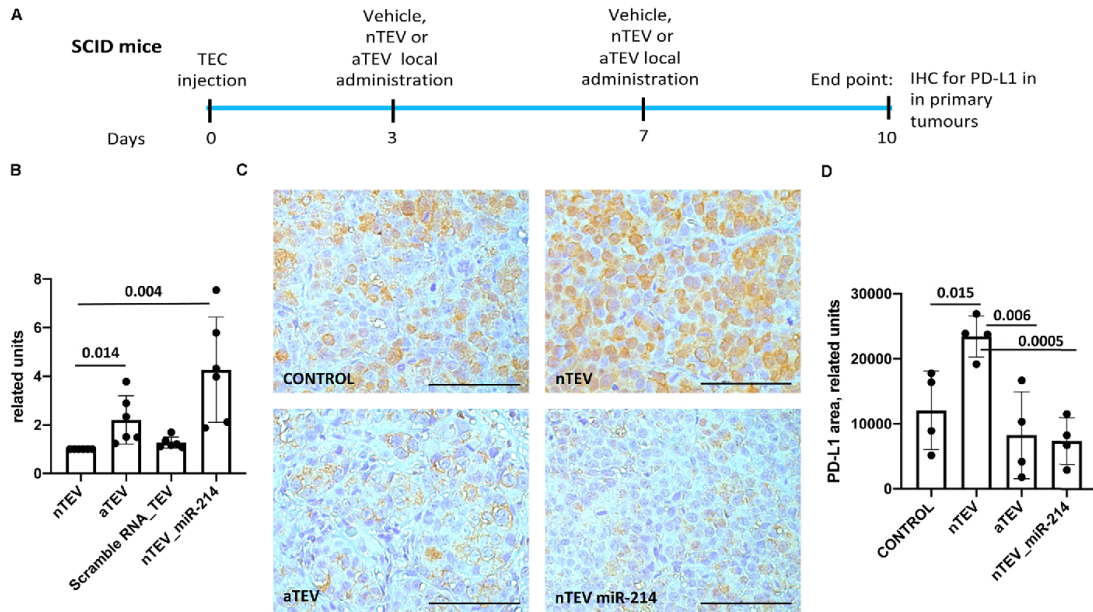 A
SCID mice
TEC
injection
Vehicle,
nTEV or
aTEV local
administration
Vehicle,
nTEV or
aTEV local
administration
End point:
IHC for PD-L1 in
in primary
tumours
Days
0
3
7
10
B
related units
8
6
4
2
0
0.004
0.014
nTEV
aTEV
Scramble RNA_TEV
nTEV_miR-214
C
CONTROL
nTEV
aTEV
nTEV miR-214
D
PD-L1 area, related units
30000
20000
10000
0
0.015
0.006
0.0005
CONTROL
nTEV
aTEV
nTEV_miR-214